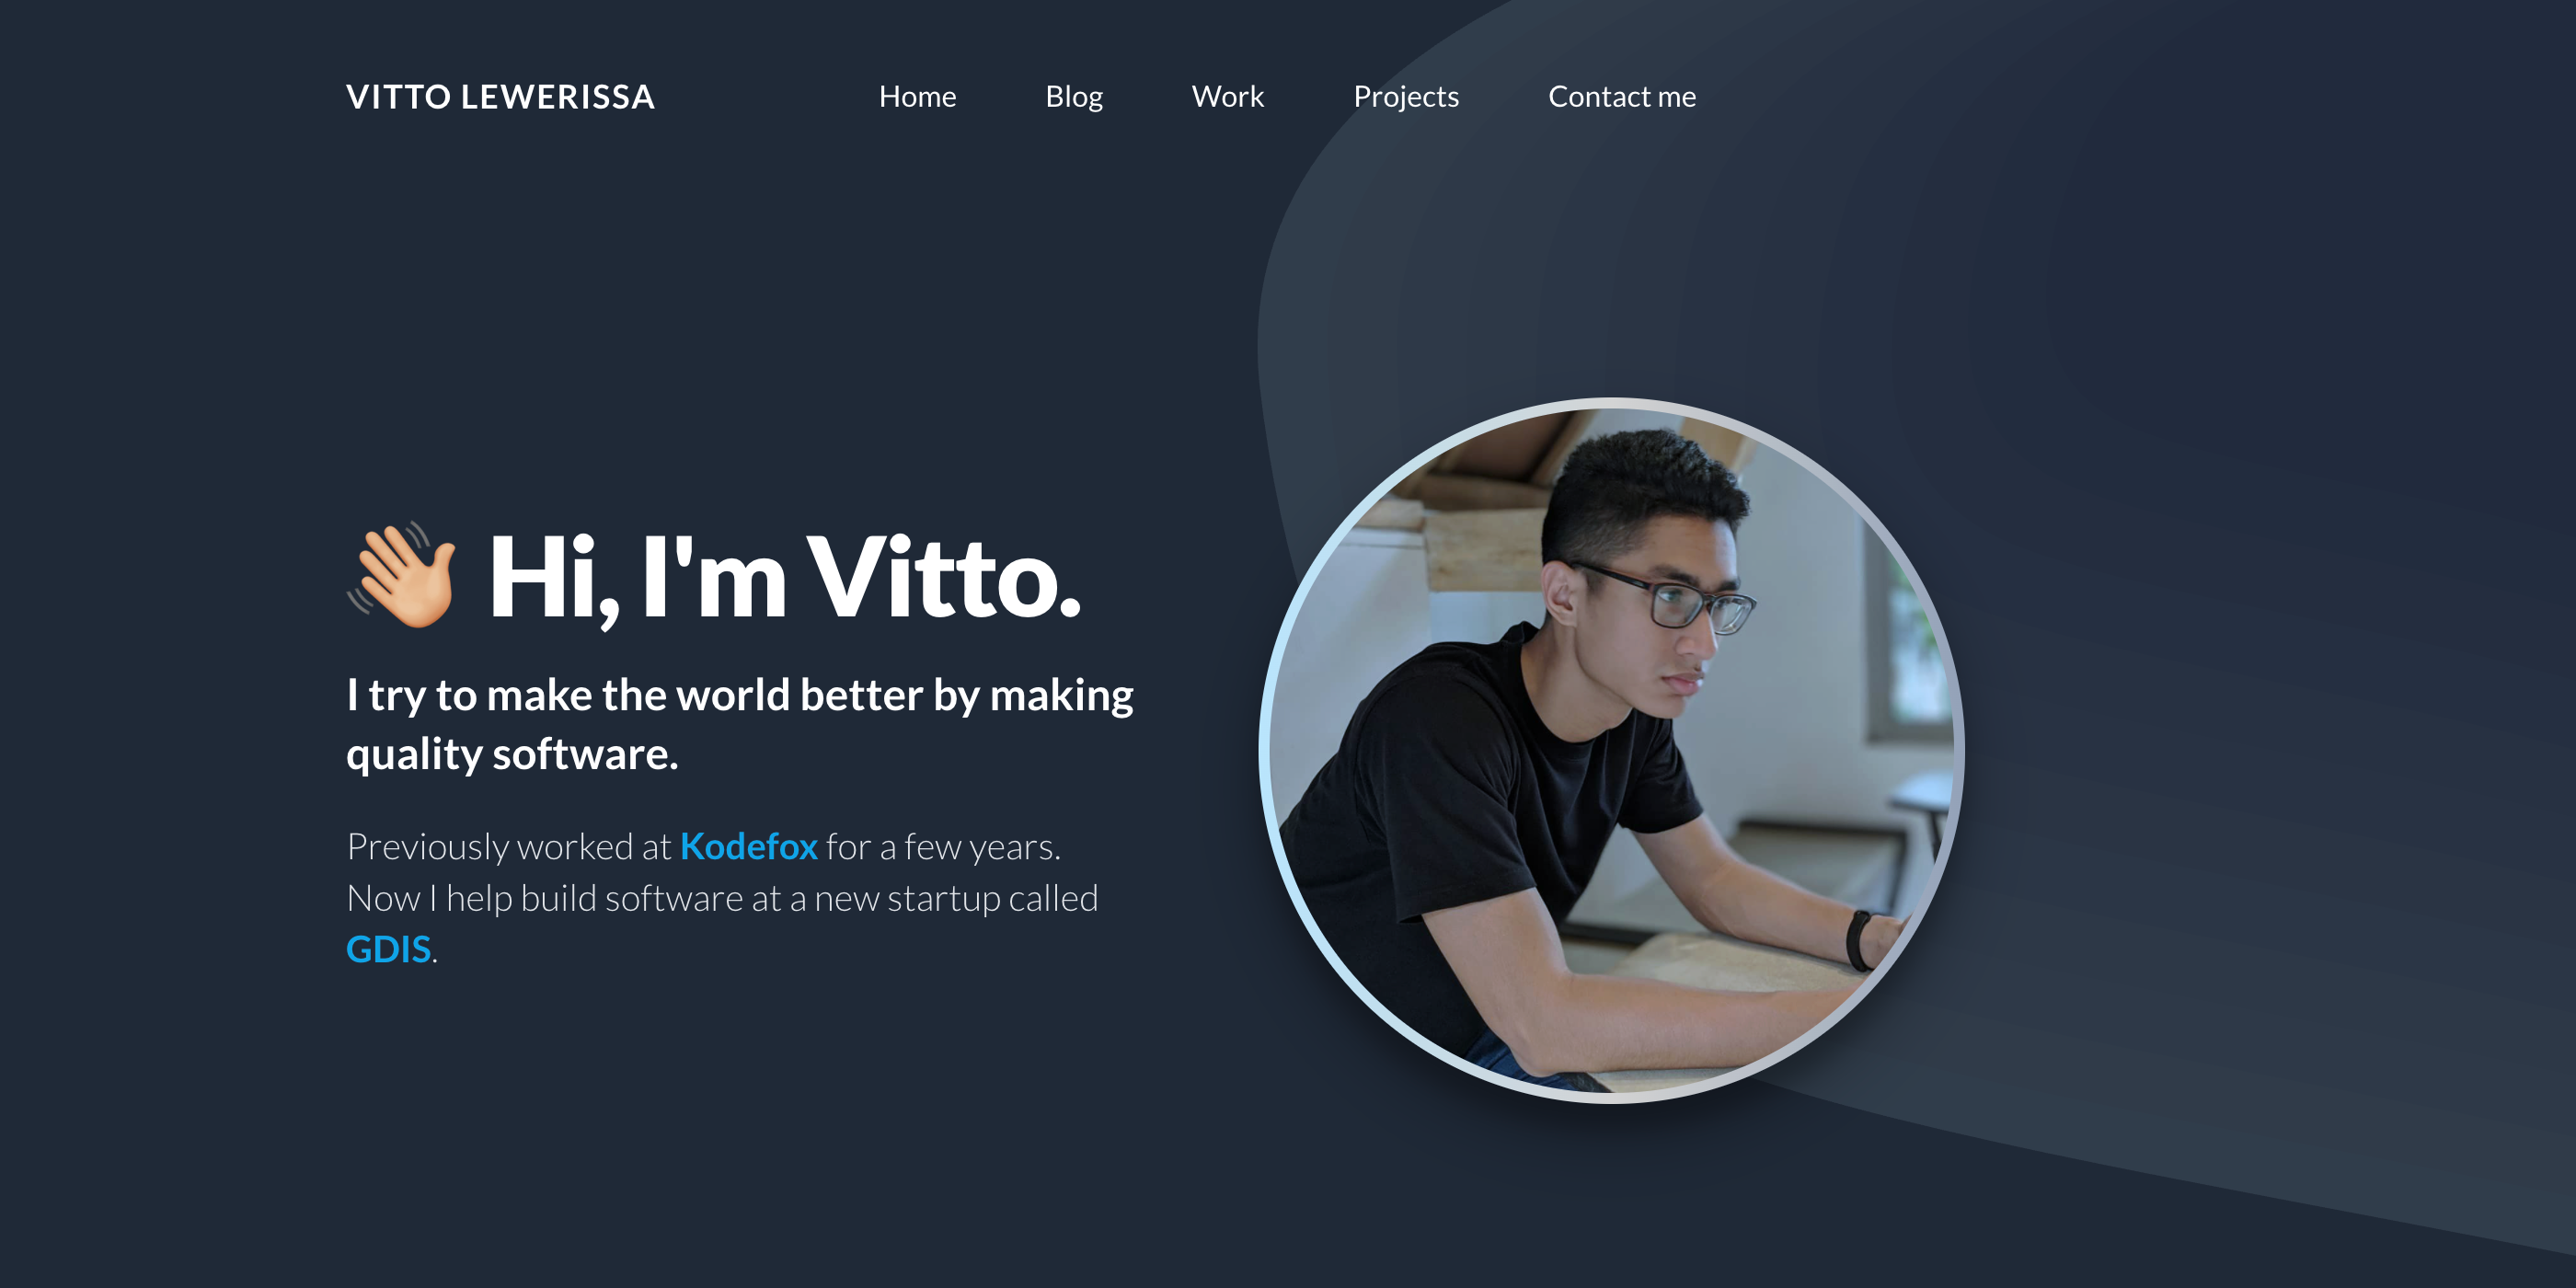 VITTO LEWERISSA
Home Blog Work Projects Contact me
👋 Hi, I'm Vitto.
I try to make the world better by making
quality software.
Previously worked at Kodefox for a few years.
Now I help build software at a new startup called
GDIS.